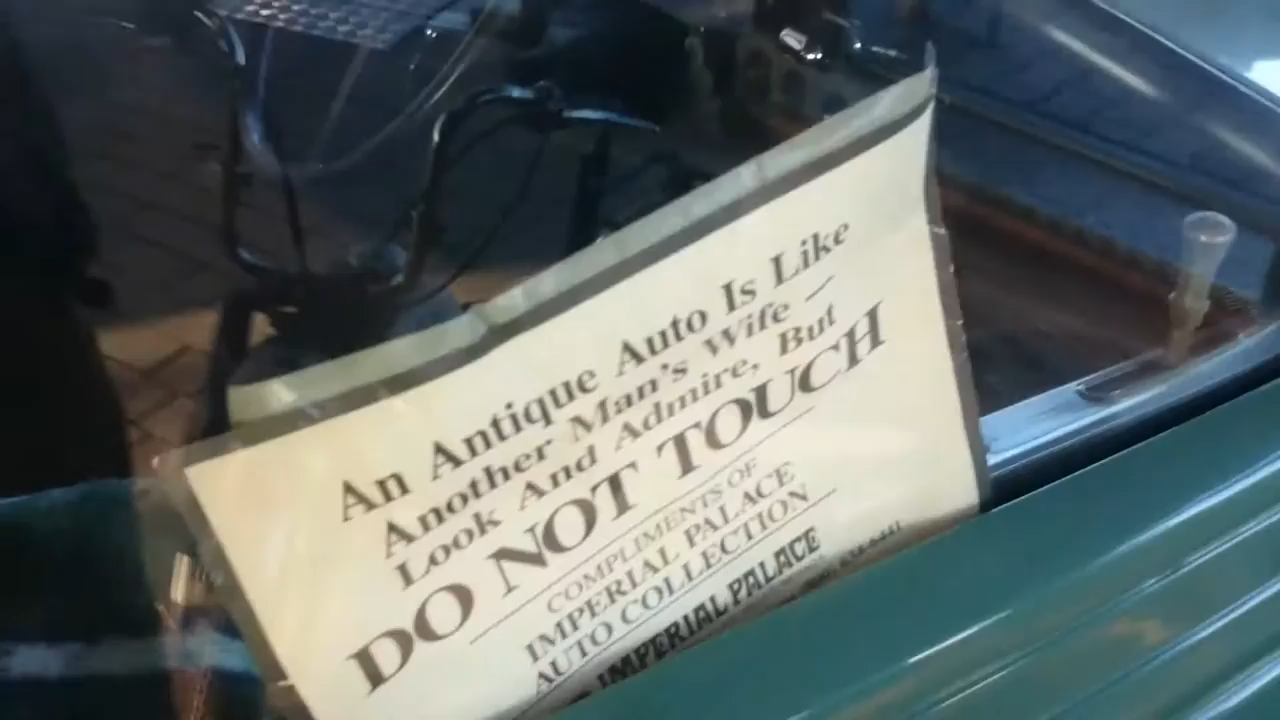 An Antique Auto Is Like
Another Man's Wife —
Look And Admire, But
DO NOT TOUCH
COMPLIMENTS OF
IMPERIAL PALACE
AUTO COLLECTION
IMPERIAL PALACE